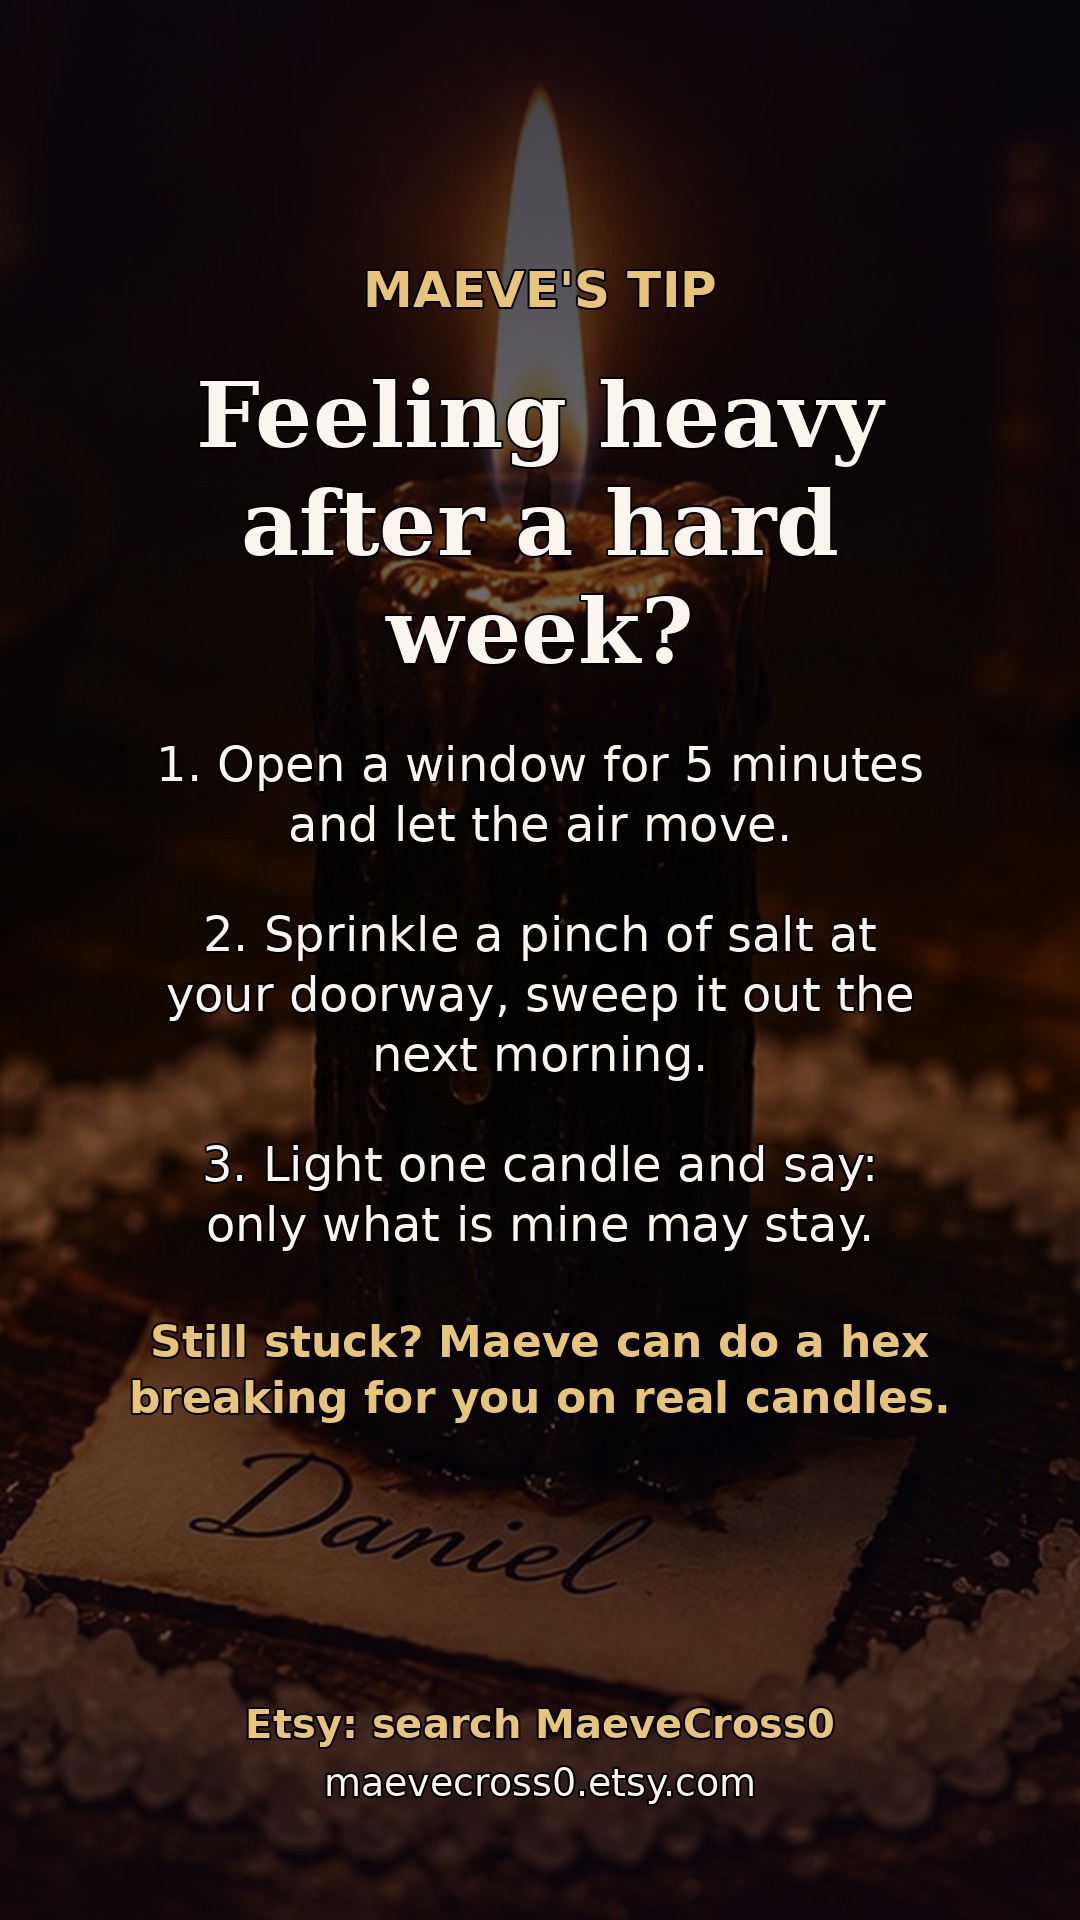 MAEVE'S TIP
Feeling heavy
after a hard
week?
1. Open a window for 5 minutes
and let the air move.
2. Sprinkle a pinch of salt at
your doorway, sweep it out the
next morning.
3. Light one candle and say:
only what is mine may stay.
Still stuck? Maeve can do a hex
breaking for you on real candles.
Daniel
Etsy: search MaeveCross0
maevecross0.etsy.com